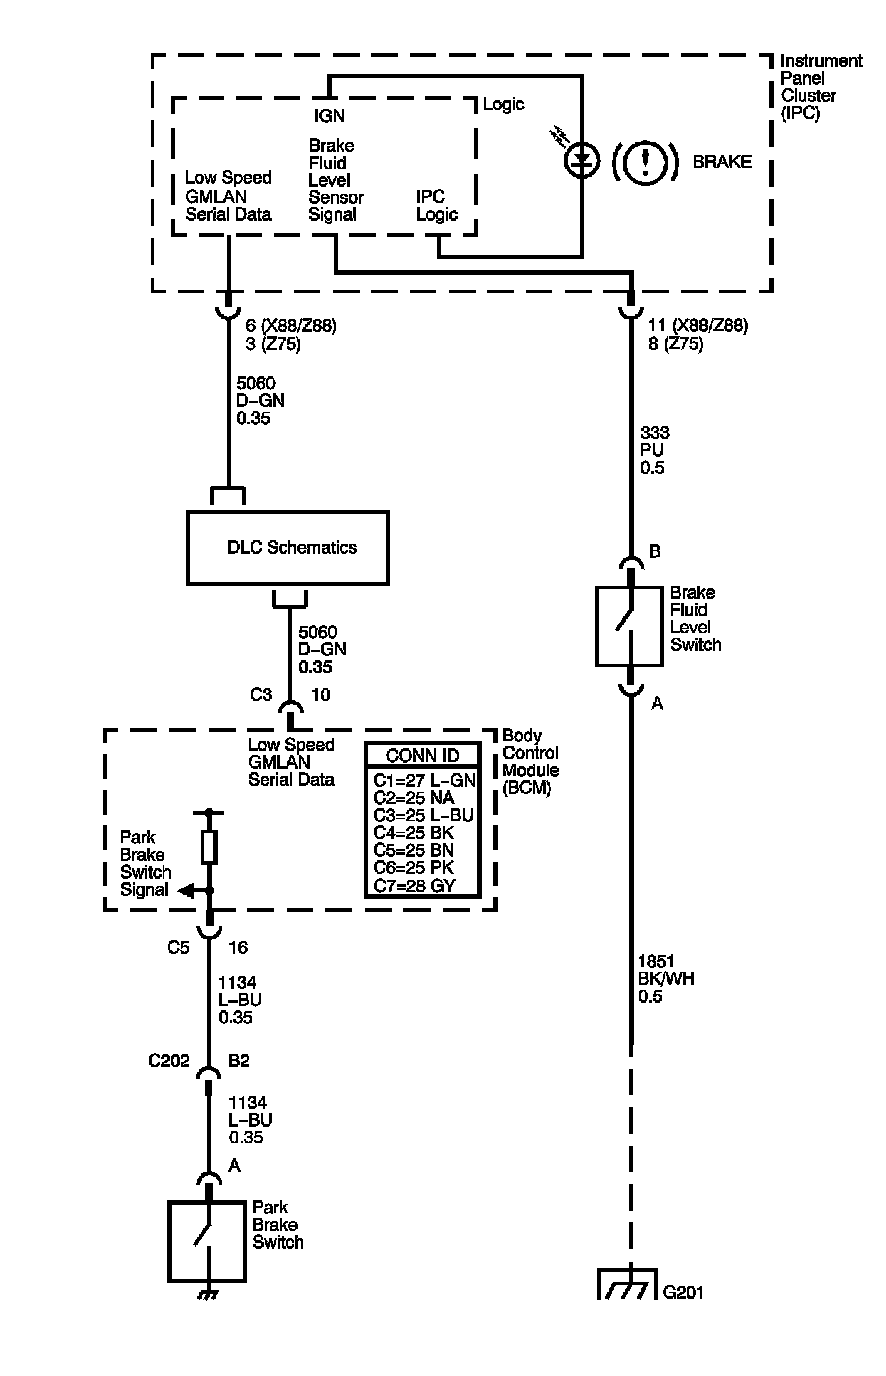 Instrument
Panel
Cluster
(IPC)
Logic
IGN
Brake
Fluid
Level
Sensor
Signal
Low Speed
GMLAN
Serial Data
IPC
Logic
BRAKE
6 (X88/Z88)
3 (Z75)
11 (X88/Z88)
8 (Z75)
5060
D-GN
0.35
333
PU
0.5
DLC Schematics
B
Brake
Fluid
Level
Switch
A
5060
D-GN
0.35
C3 10
Low Speed
GMLAN
Serial Data
Body
Control
Module
(BCM)
CONN ID
C1=27 L-GN
C2=25 NA
C3=25 L-BU
C4=25 BK
C5=25 BN
C6=25 PK
C7=28 GY
Park
Brake
Switch
Signal
C5 16
1134
L-BU
0.35
1851
BK/WH
0.5
C202 B2
1134
L-BU
0.35
A
Park
Brake
Switch
G201